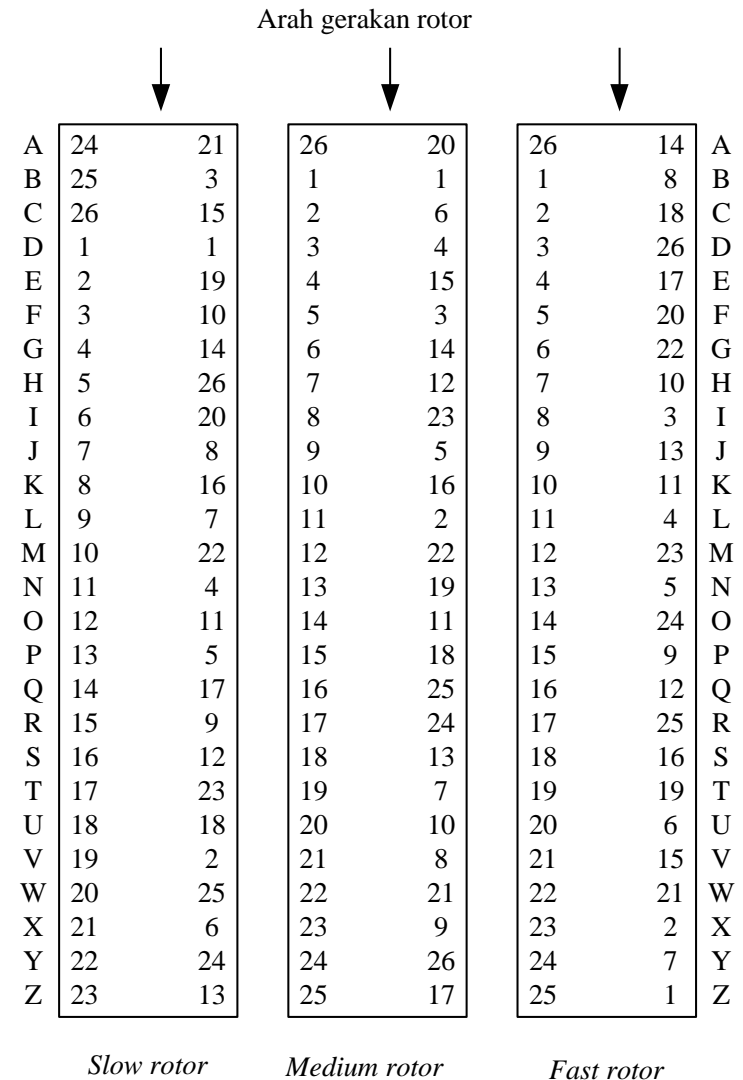 Arah gerakan rotor
A 24 21 26 20 26 14 A
B 25 3 1 1 1 8 B
C 26 15 2 6 2 18 C
D 1 1 3 4 3 26 D
E 2 19 4 15 4 17 E
F 3 10 5 3 5 20 F
G 4 14 6 14 6 22 G
H 5 26 7 12 7 10 H
I 6 20 8 23 8 3 I
J 7 8 9 5 9 13 J
K 8 16 10 16 10 11 K
L 9 7 11 2 11 4 L
M 10 22 12 22 12 23 M
N 11 4 13 19 13 5 N
O 12 11 14 11 14 24 O
P 13 5 15 18 15 9 P
Q 14 17 16 25 16 12 Q
R 15 9 17 24 17 25 R
S 16 12 18 13 18 16 S
T 17 23 19 7 19 19 T
U 18 18 20 10 20 6 U
V 19 2 21 8 21 15 V
W 20 25 22 21 22 21 W
X 21 6 23 9 23 2 X
Y 22 24 24 26 24 7 Y
Z 23 13 25 17 25 1 Z
Slow rotor Medium rotor Fast rotor